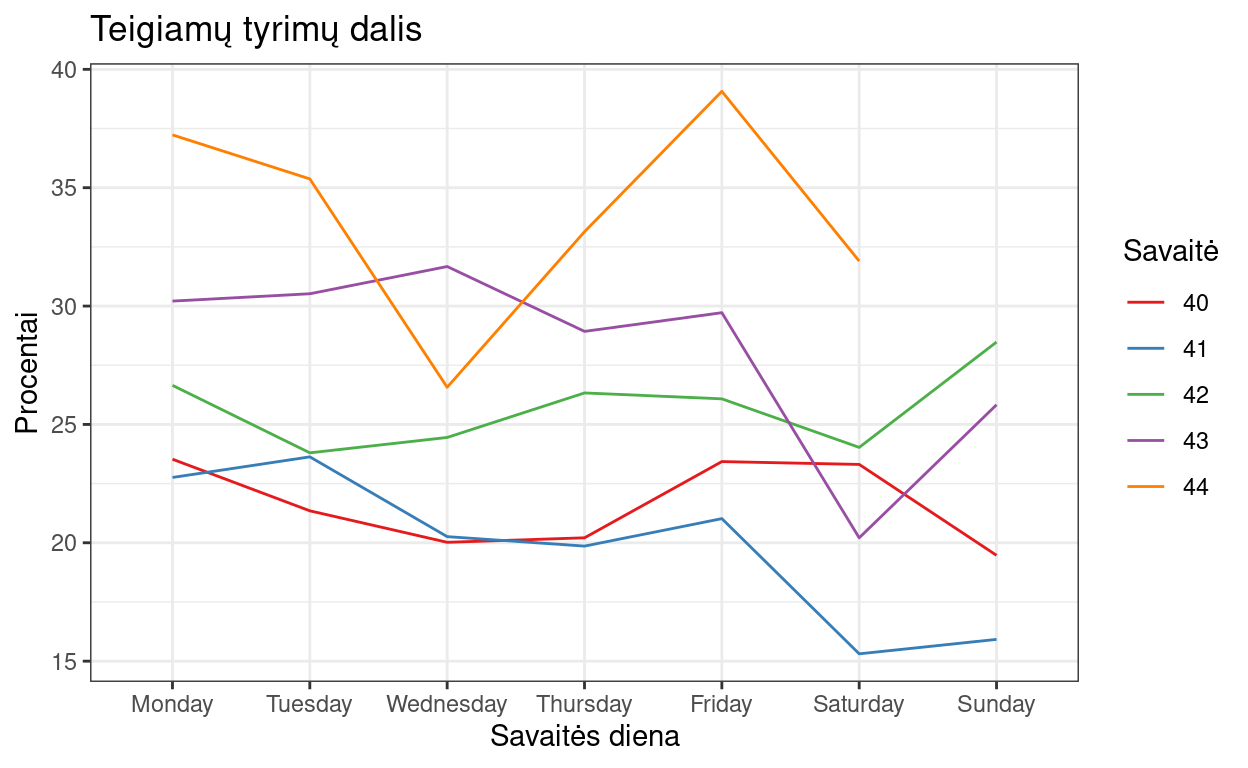 Teigiamų tyrimų dalis
Procentai
40
35
30
25
20
15
Monday Tuesday Wednesday Thursday Friday Saturday Sunday
Savaitės diena
Savaitė
40
41
42
43
44